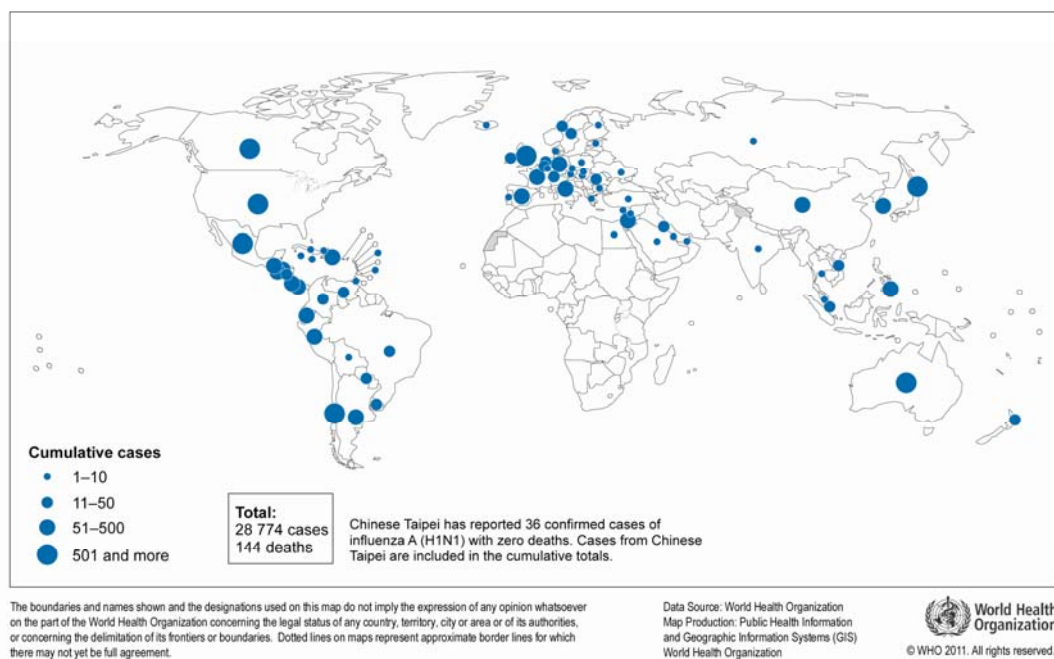 Cumulative cases
1–10
11–50
51–500
501 and more
Total:
28 774 cases
144 deaths
Chinese Taipei has reported 36 confirmed cases of
influenza A (H1N1) with zero deaths. Cases from Chinese
Taipei are included in the cumulative totals.
The boundaries and names shown and the designations used on this map do not imply the expression of any opinion whatsoever
on the part of the World Health Organization concerning the legal status of any country, territory, city or area or of its authorities,
or concerning the delimitation of its frontiers or boundaries. Dotted lines on maps represent approximate border lines for which
there may not yet be full agreement.
Data Source: World Health Organization
Map Production: Public Health Information
and Geographic Information Systems (GIS)
World Health Organization
World Health
Organization
© WHO 2011. All rights reserved.